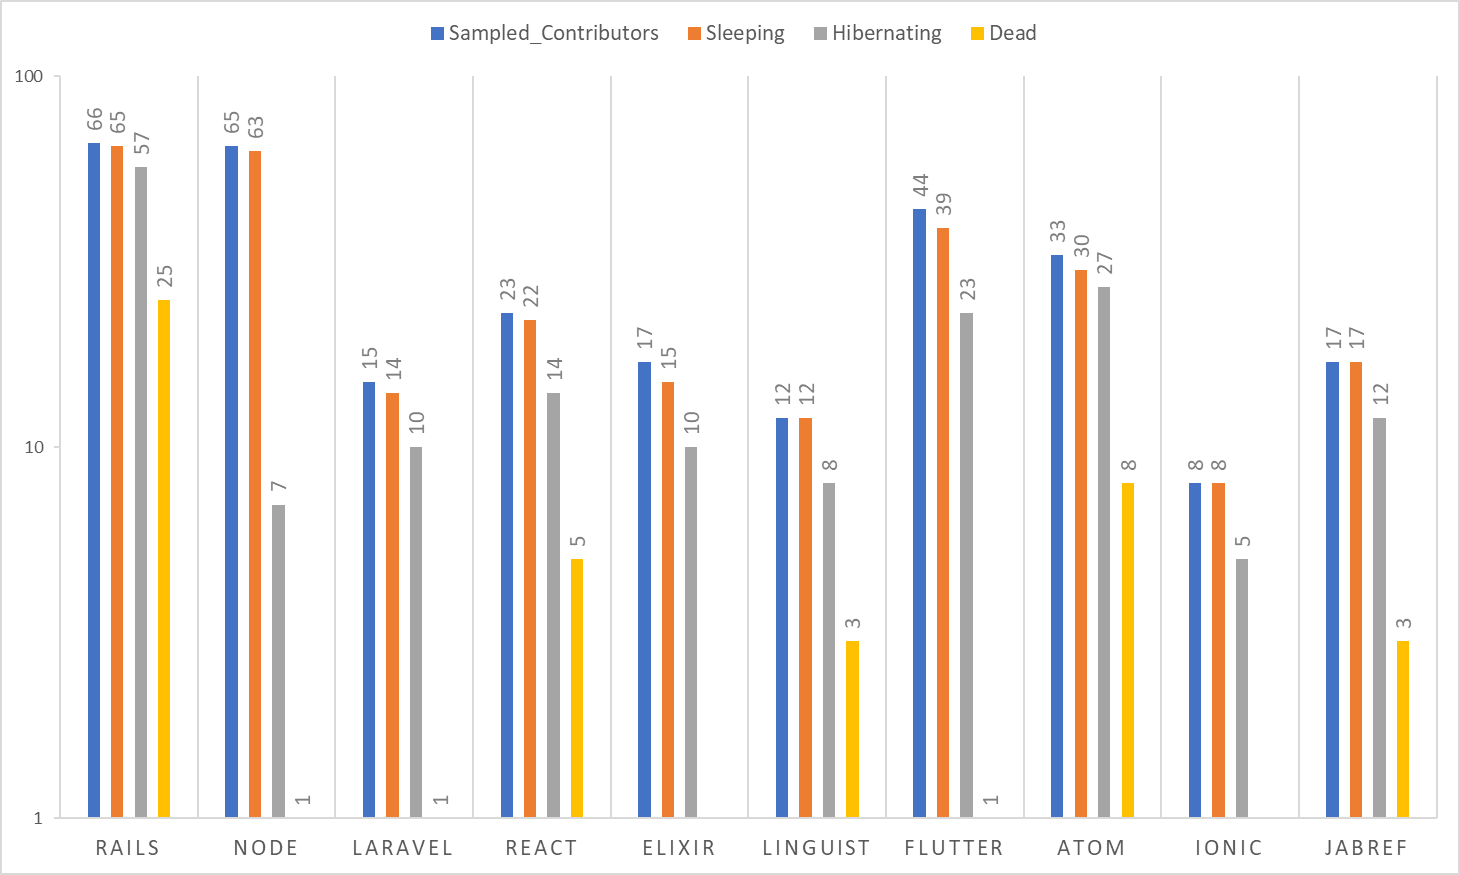 Sampled_Contributors Sleeping Hibernating Dead
100
10
1
66 65 57 25
65 63 7 1
15 14 10 1
23 22 14 5
17 15 10
12 12 8 3
44 39 23 1
33 30 27 8
8 8 5
17 17 12 3
RAILS NODE LARAVEL REACT ELIXIR LINGUIST FLUTTER ATOM IONIC JABREF